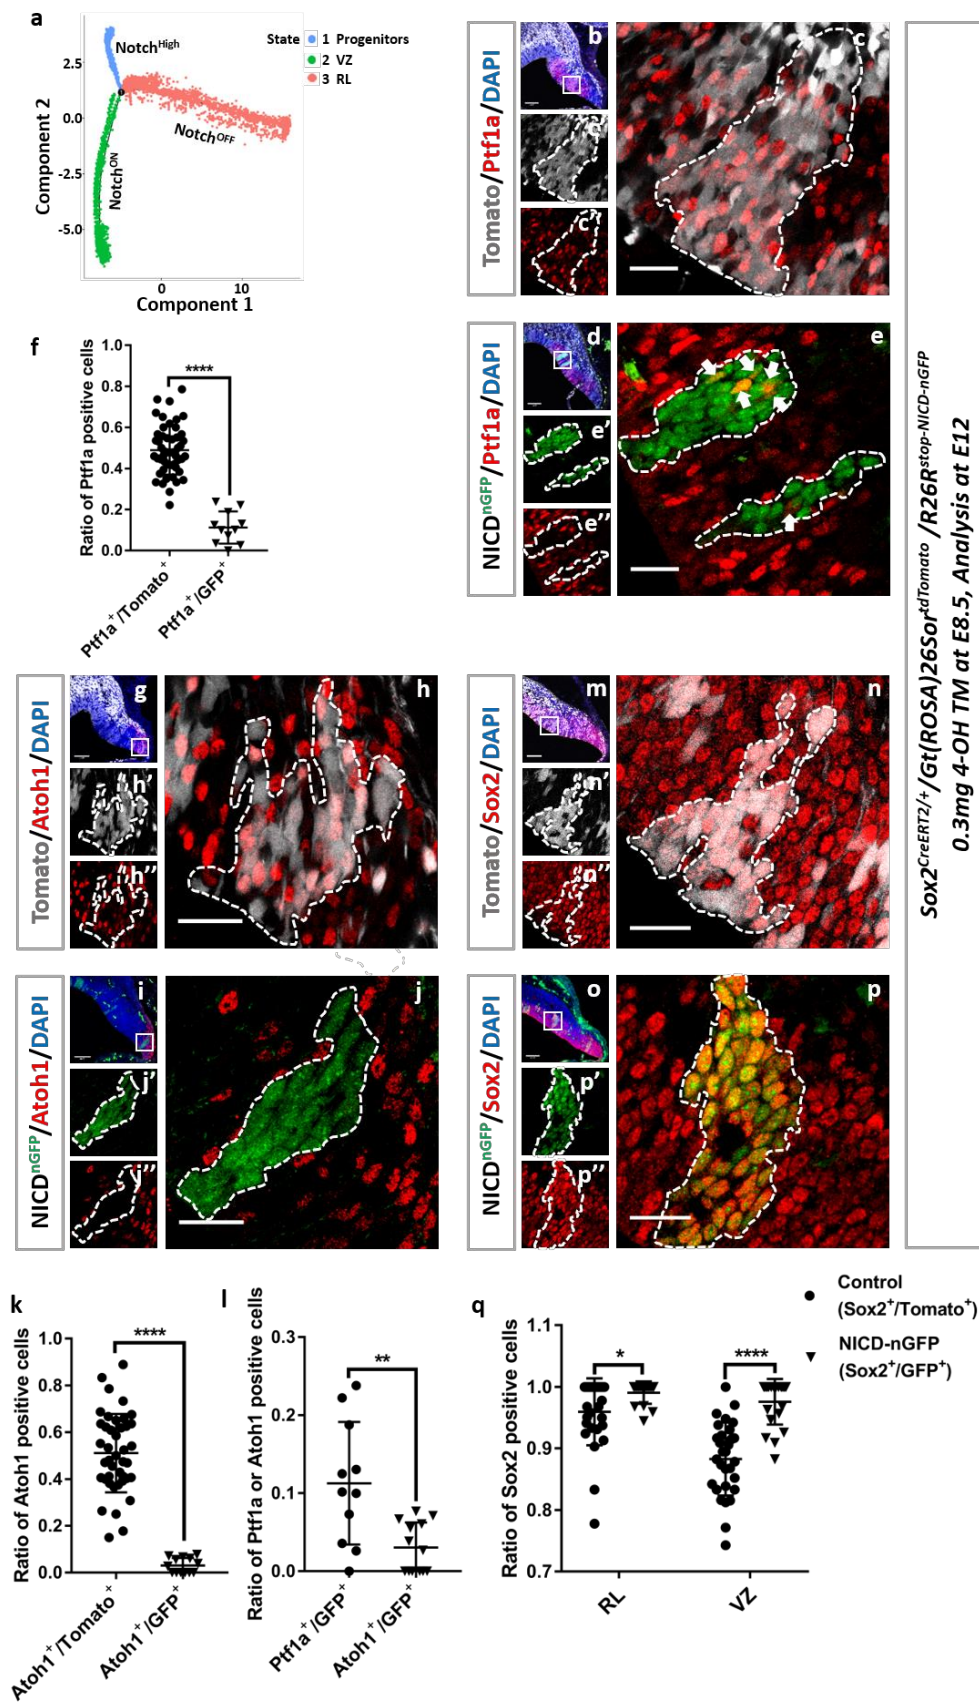 a
State 1 Progenitors
2 VZ
3 RL
Notch^High
Notch^OFF
Notch^ON
2.5
0.0
-2.5
-5.0
0 10
Component 1
Component 2
Tomato/Ptf1a/DAPI
b
c'
c''
c
f
Ratio of Ptf1a positive cells
1.0
0.8
0.6
0.4
0.2
0.0
****
Ptf1a+/Tomato+
Ptf1a+/GFP+
NICD^nGFP/Ptf1a/DAPI
d
e'
e''
e
Sox2^CreERT2/+/Gt(ROSA)26Sor^tdTomato/R26R^stop-NICD-nGFP
0.3mg 4-OH TM at E8.5, Analysis at E12
Tomato/Atoh1/DAPI
g
h'
h''
h
Tomato/Sox2/DAPI
m
n'
n''
n
NICD^nGFP/Atoh1/DAPI
i
j'
j''
j
NICD^nGFP/Sox2/DAPI
o
p'
p''
p
k
Ratio of Atoh1 positive cells
1.0
0.8
0.6
0.4
0.2
0.0
****
Atoh1+/Tomato+
Atoh1+/GFP+
l
Ratio of Ptf1a or Atoh1 positive cells
0.3
0.2
0.1
0.0
**
Ptf1a+/GFP+
Atoh1+/GFP+
q
Ratio of Sox2 positive cells
1.1
1.0
0.9
0.8
0.7
*
****
RL
VZ
Control
(Sox2+/Tomato+)
NICD-nGFP
(Sox2+/GFP+)